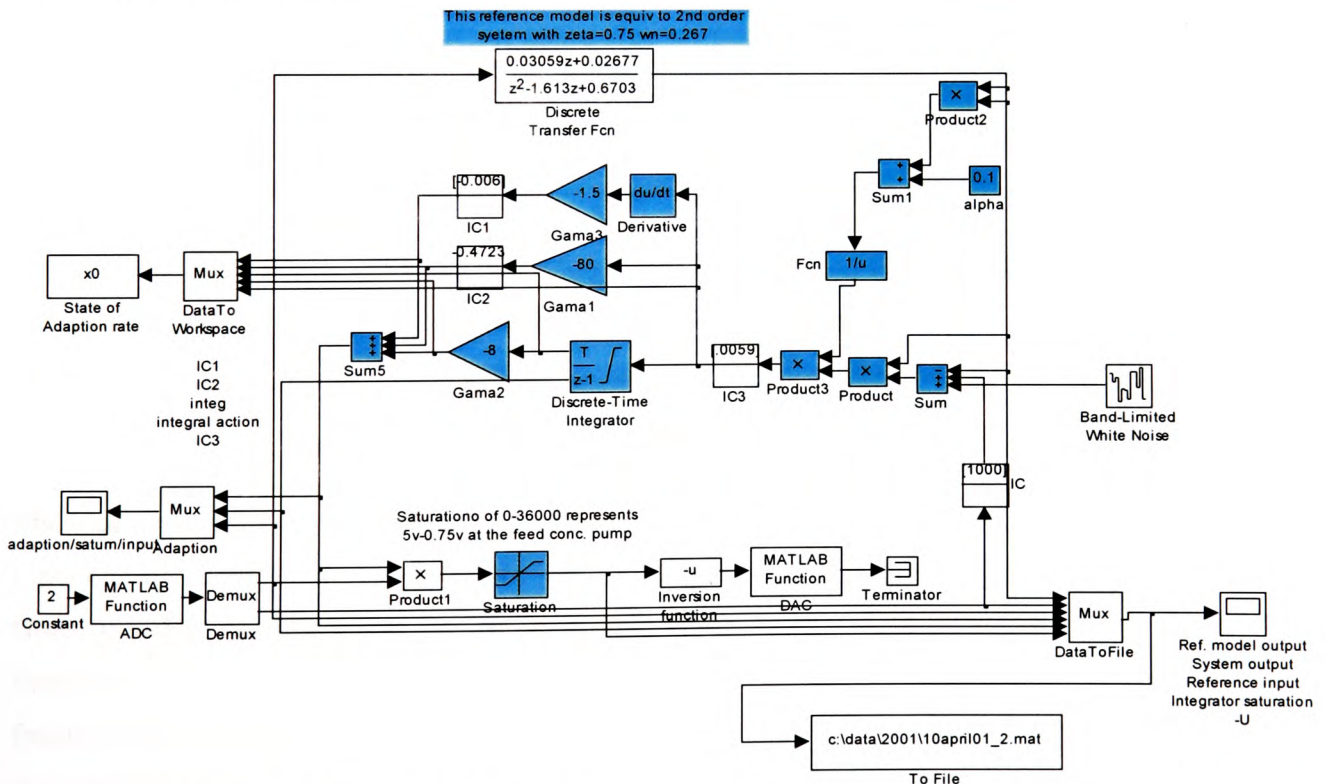 This reference model is equiv to 2nd order
syetem with zeta=0.75 wn=0.267
0.03059z+0.02677
z2-1.613z+0.6703
Discrete
Transfer Fcn
×
Product2
+
+
Sum1
0.1
alpha
[-0.006]
IC1
-1.5
Gama3
du/dt
Derivative
-0.4723
IC2
-80
Gama1
Fcn
1/u
x0
State of
Adaption rate
Mux
DataTo
Workspace
IC1
IC2
integ
integral action
IC3
+
+
+
Sum5
-8
Gama2
T
z-1
Discrete-Time
Integrator
.0059
IC3
×
Product3
×
Product
−
+
+
Sum
Band-Limited
White Noise
[1000]
IC
adaption/saturn/input
Mux
Adaption
Saturationo of 0-36000 represents
5v-0.75v at the feed conc. pump
2
Constant
MATLAB
Function
ADC
Demux
Demux
×
Product1
Saturation
-u
Inversion
function
MATLAB
Function
DAC
Terminator
Mux
DataToFile
Ref. model output
System output
Reference input
Integrator saturation
-U
c:\data\2001\10april01_2.mat
To File